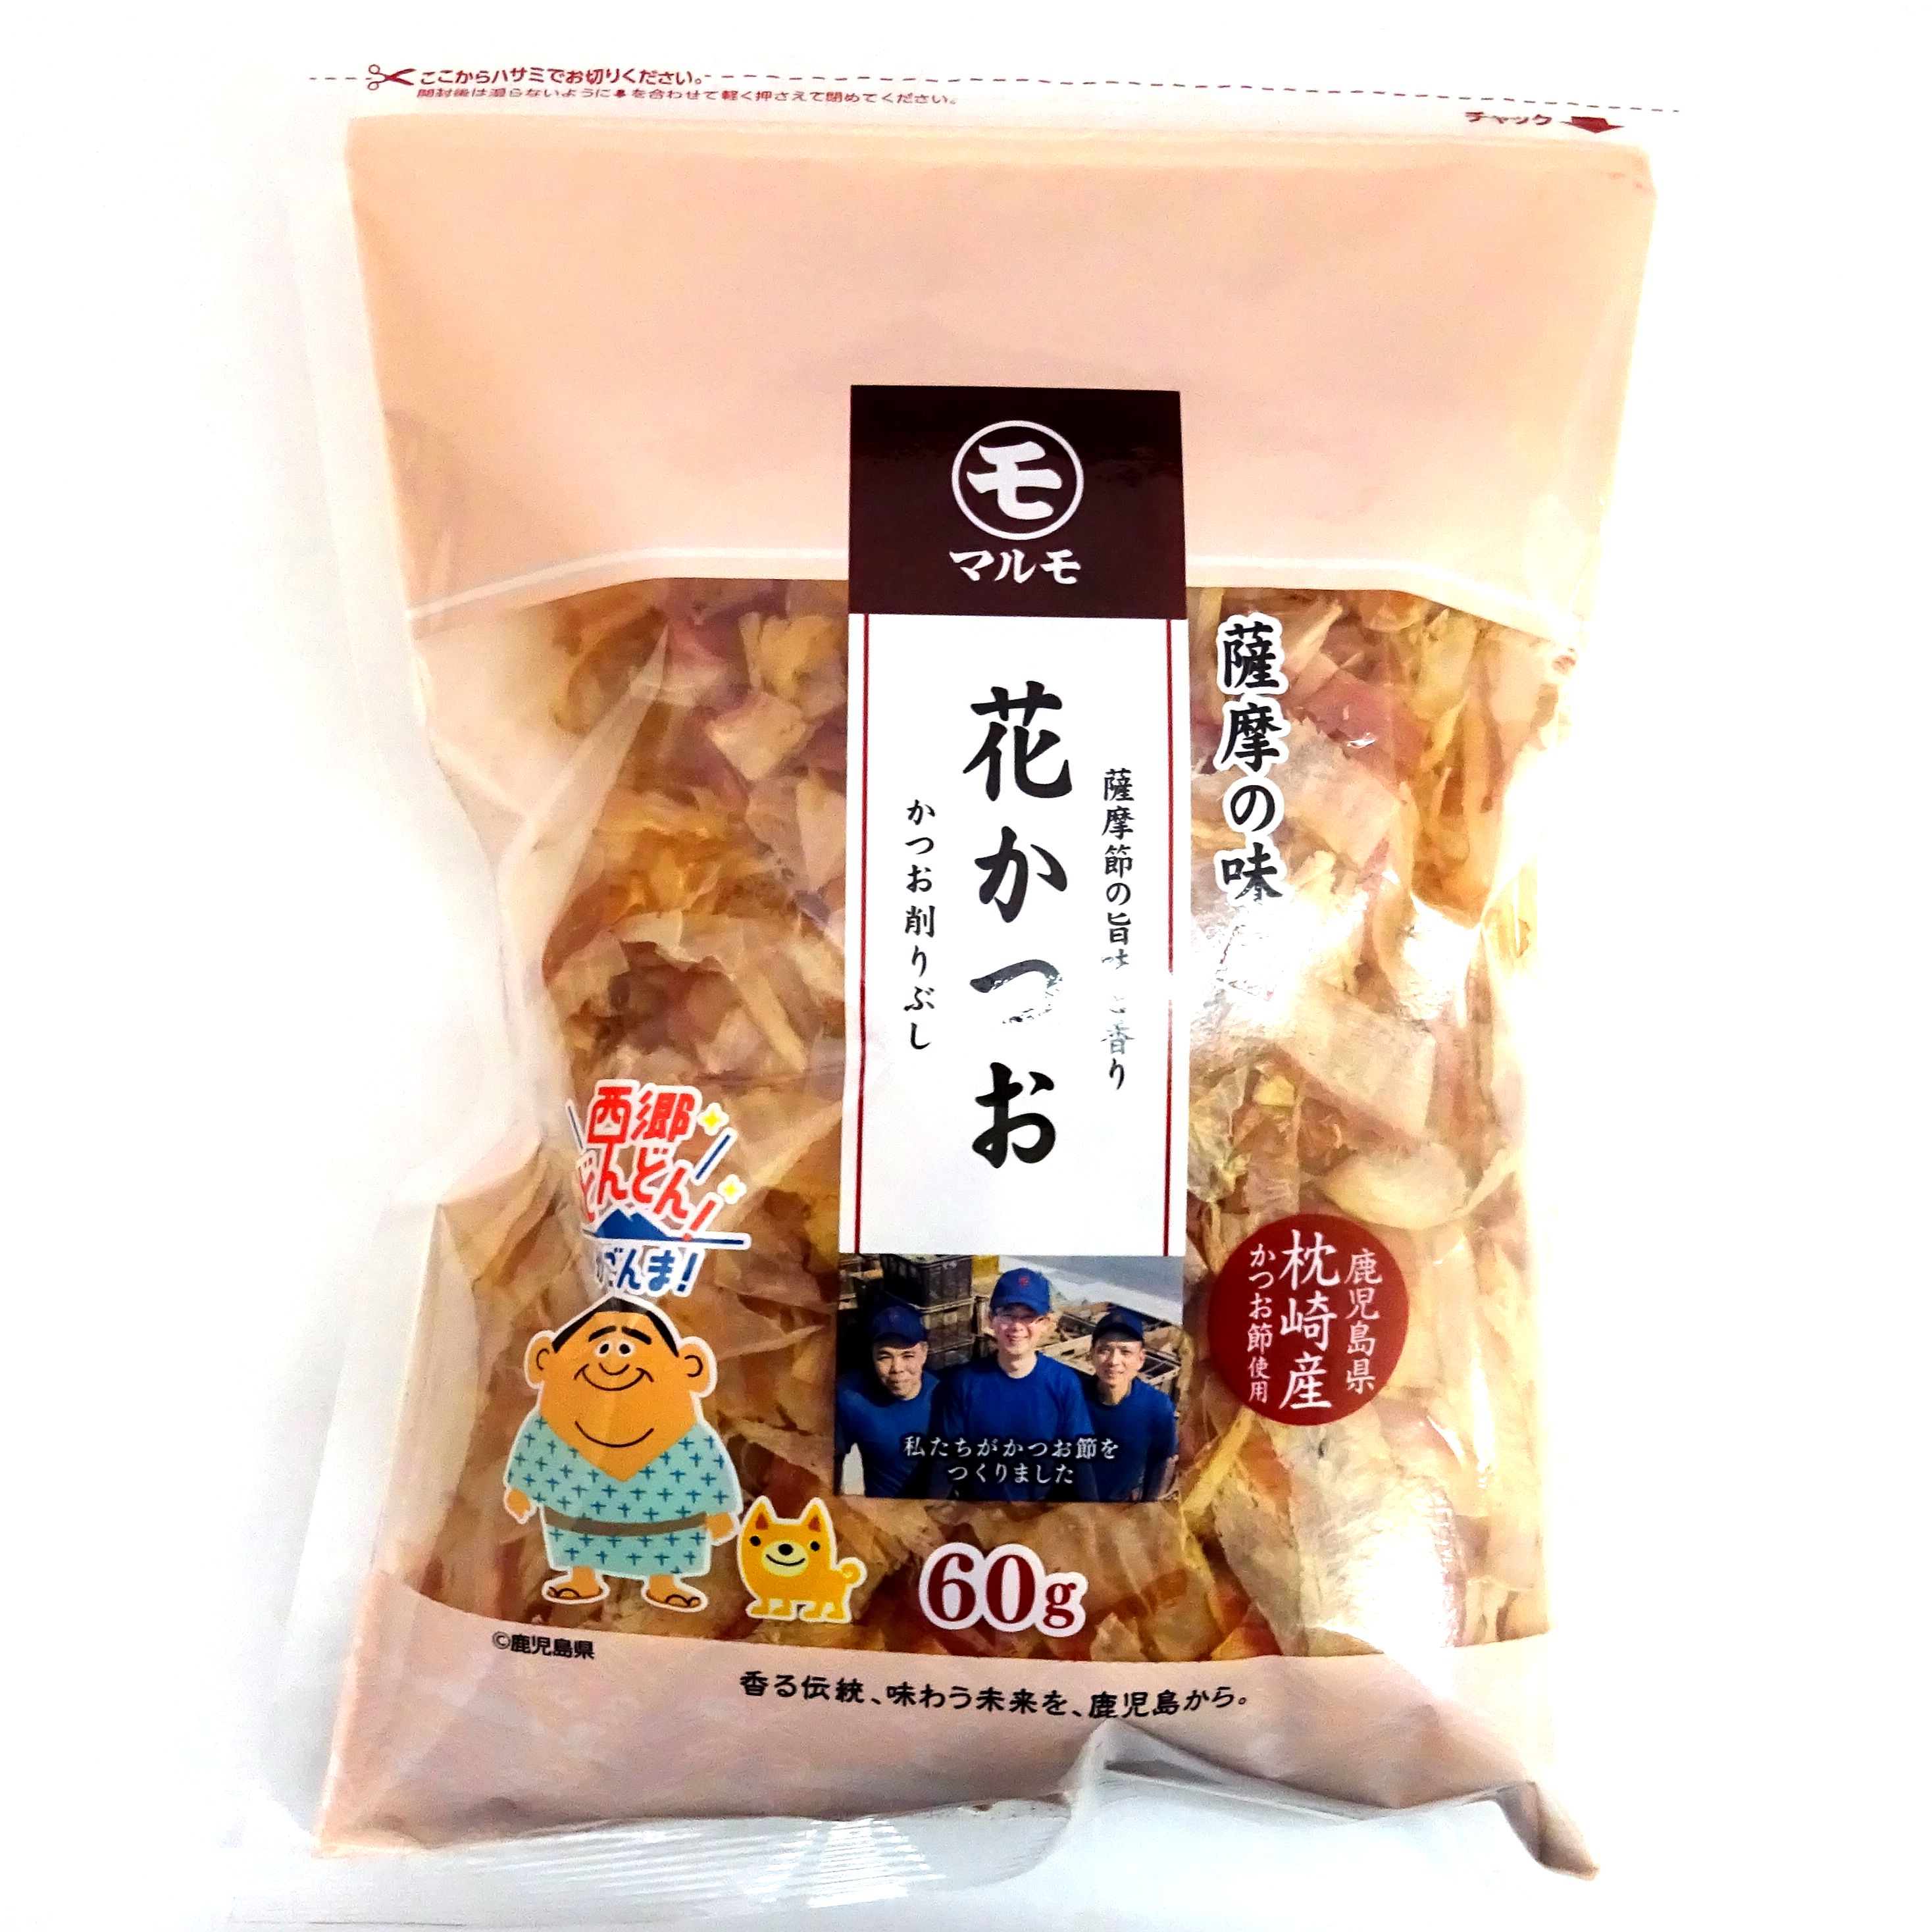 ここからハサミでお切りください。
開封後は湿らないように を合わせて軽く押さえて閉めてください。
チャック
モ
マルモ
薩摩の味
薩摩節の旨味と香り
花かつお
かつお削りぶし
西郷
どんどん!
かごんま!
鹿児島県
枕崎産
かつお節使用
私たちがかつお節を
つくりました
60g
©鹿児島県
香る伝統、味わう未来を、鹿児島から。